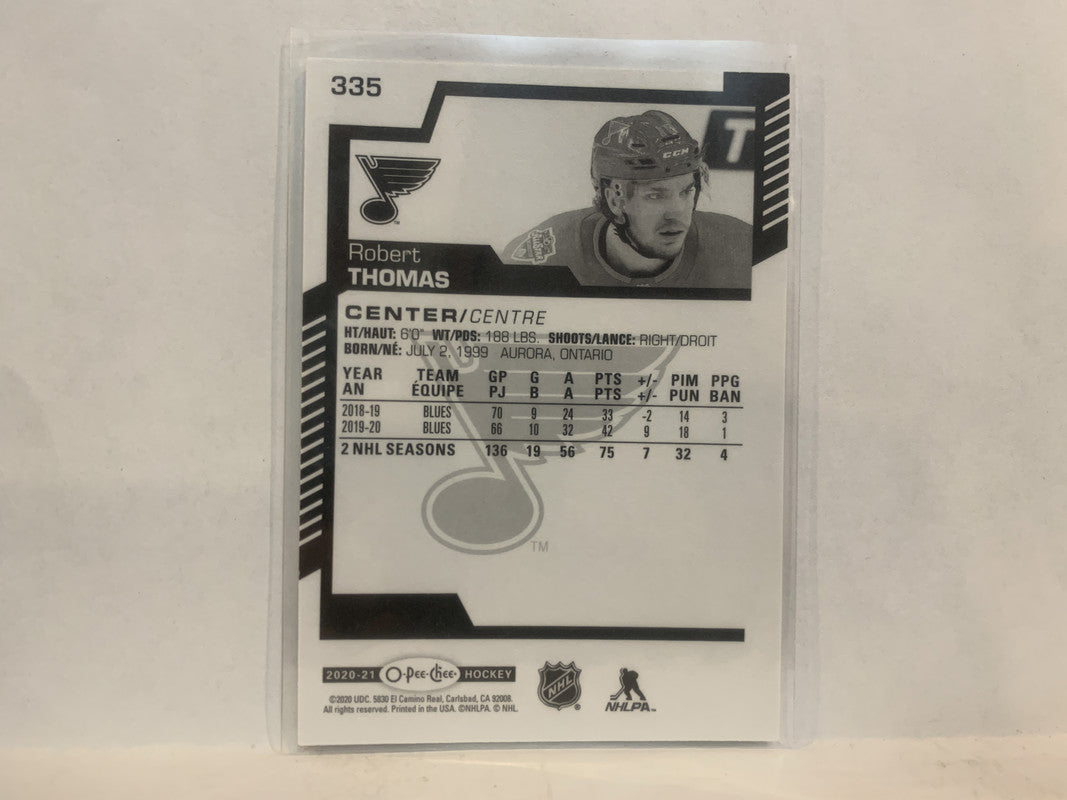 335
T
CCM
Robert
THOMAS
CENTER/CENTRE
HT/HAUT: 6'0" WT/PDS: 188 LBS. SHOOTS/LANCE: RIGHT/DROIT
BORN/NÉ: JULY 2, 1999 AURORA, ONTARIO
YEAR TEAM GP G A PTS +/- PIM PPG
AN ÉQUIPE PJ B A PTS +/- PUN BAN
2018-19 BLUES 70 9 24 33 -2 14 3
2019-20 BLUES 66 10 32 42 9 18 1
2 NHL SEASONS 136 19 56 75 7 32 4
TM
2020-21 O-Pee-Chee HOCKEY
NHL ®
NHLPA™
©2020 UDC. 5830 El Camino Real, Carlsbad, CA 92008.
All rights reserved. Printed in the USA. ©NHLPA. © NHL.